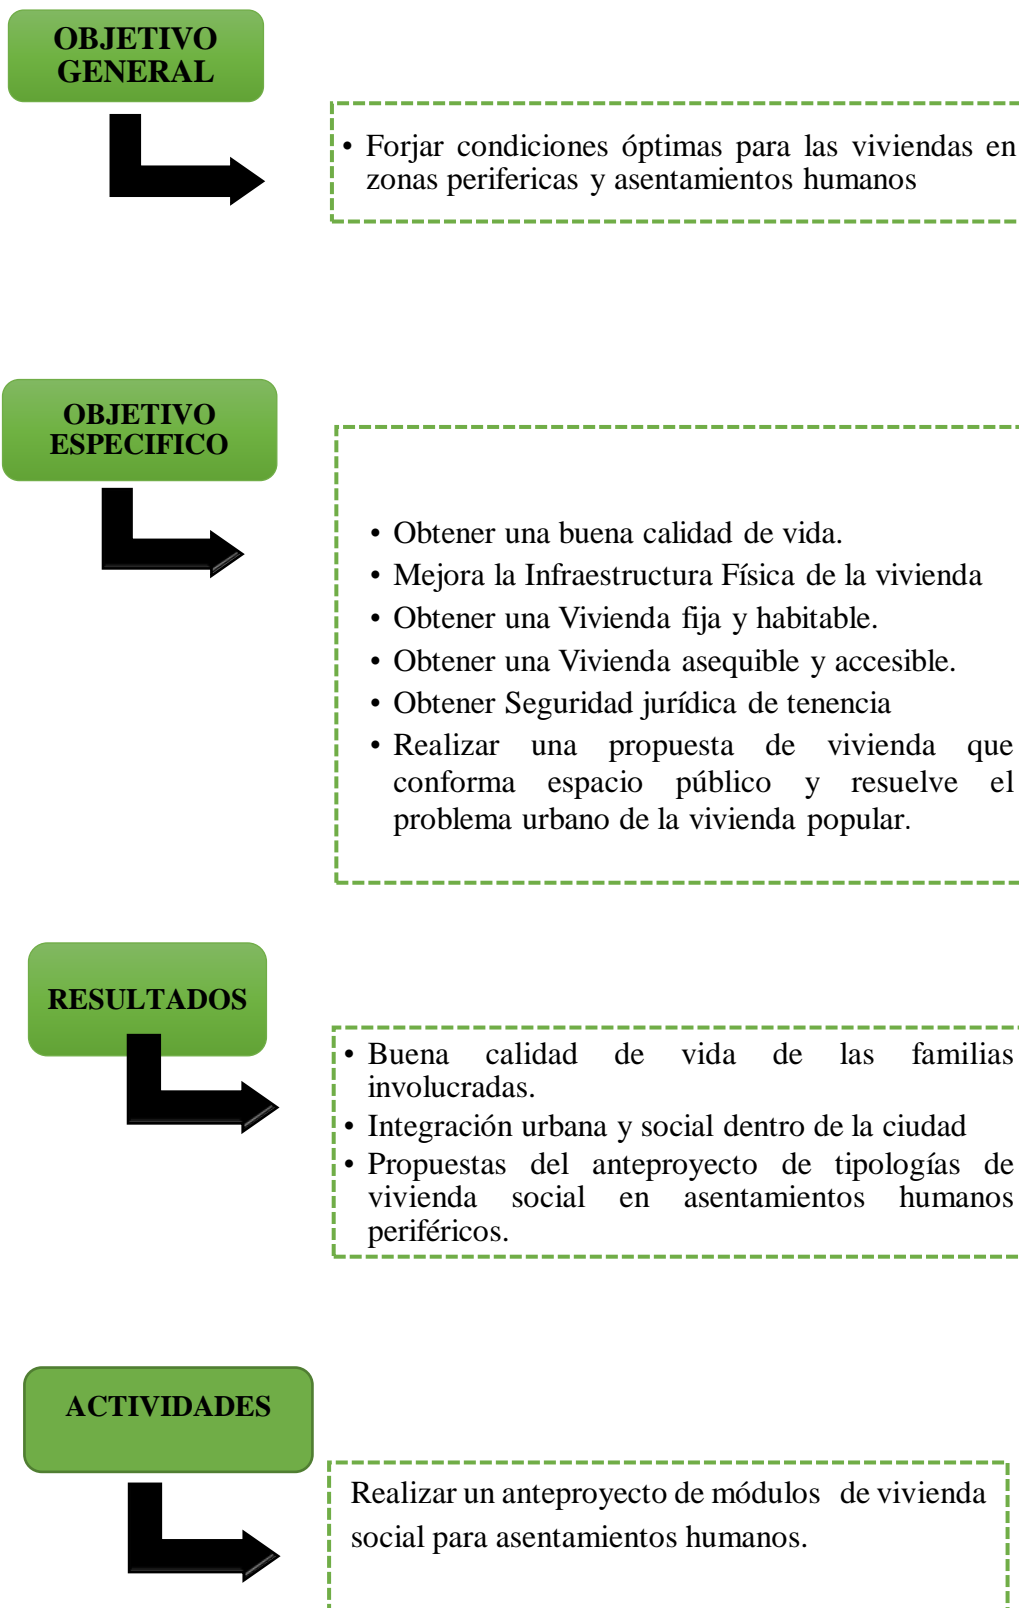 OBJETIVO
GENERAL
• Forjar condiciones óptimas para las viviendas en
zonas perifericas y asentamientos humanos
OBJETIVO
ESPECIFICO
• Obtener una buena calidad de vida.
• Mejora la Infraestructura Física de la vivienda
• Obtener una Vivienda fija y habitable.
• Obtener una Vivienda asequible y accesible.
• Obtener Seguridad jurídica de tenencia
• Realizar una propuesta de vivienda que
conforma espacio público y resuelve el
problema urbano de la vivienda popular.
RESULTADOS
• Buena calidad de vida de las familias
involucradas.
• Integración urbana y social dentro de la ciudad
• Propuestas del anteproyecto de tipologías de
vivienda social en asentamientos humanos
periféricos.
ACTIVIDADES
Realizar un anteproyecto de módulos de vivienda
social para asentamientos humanos.